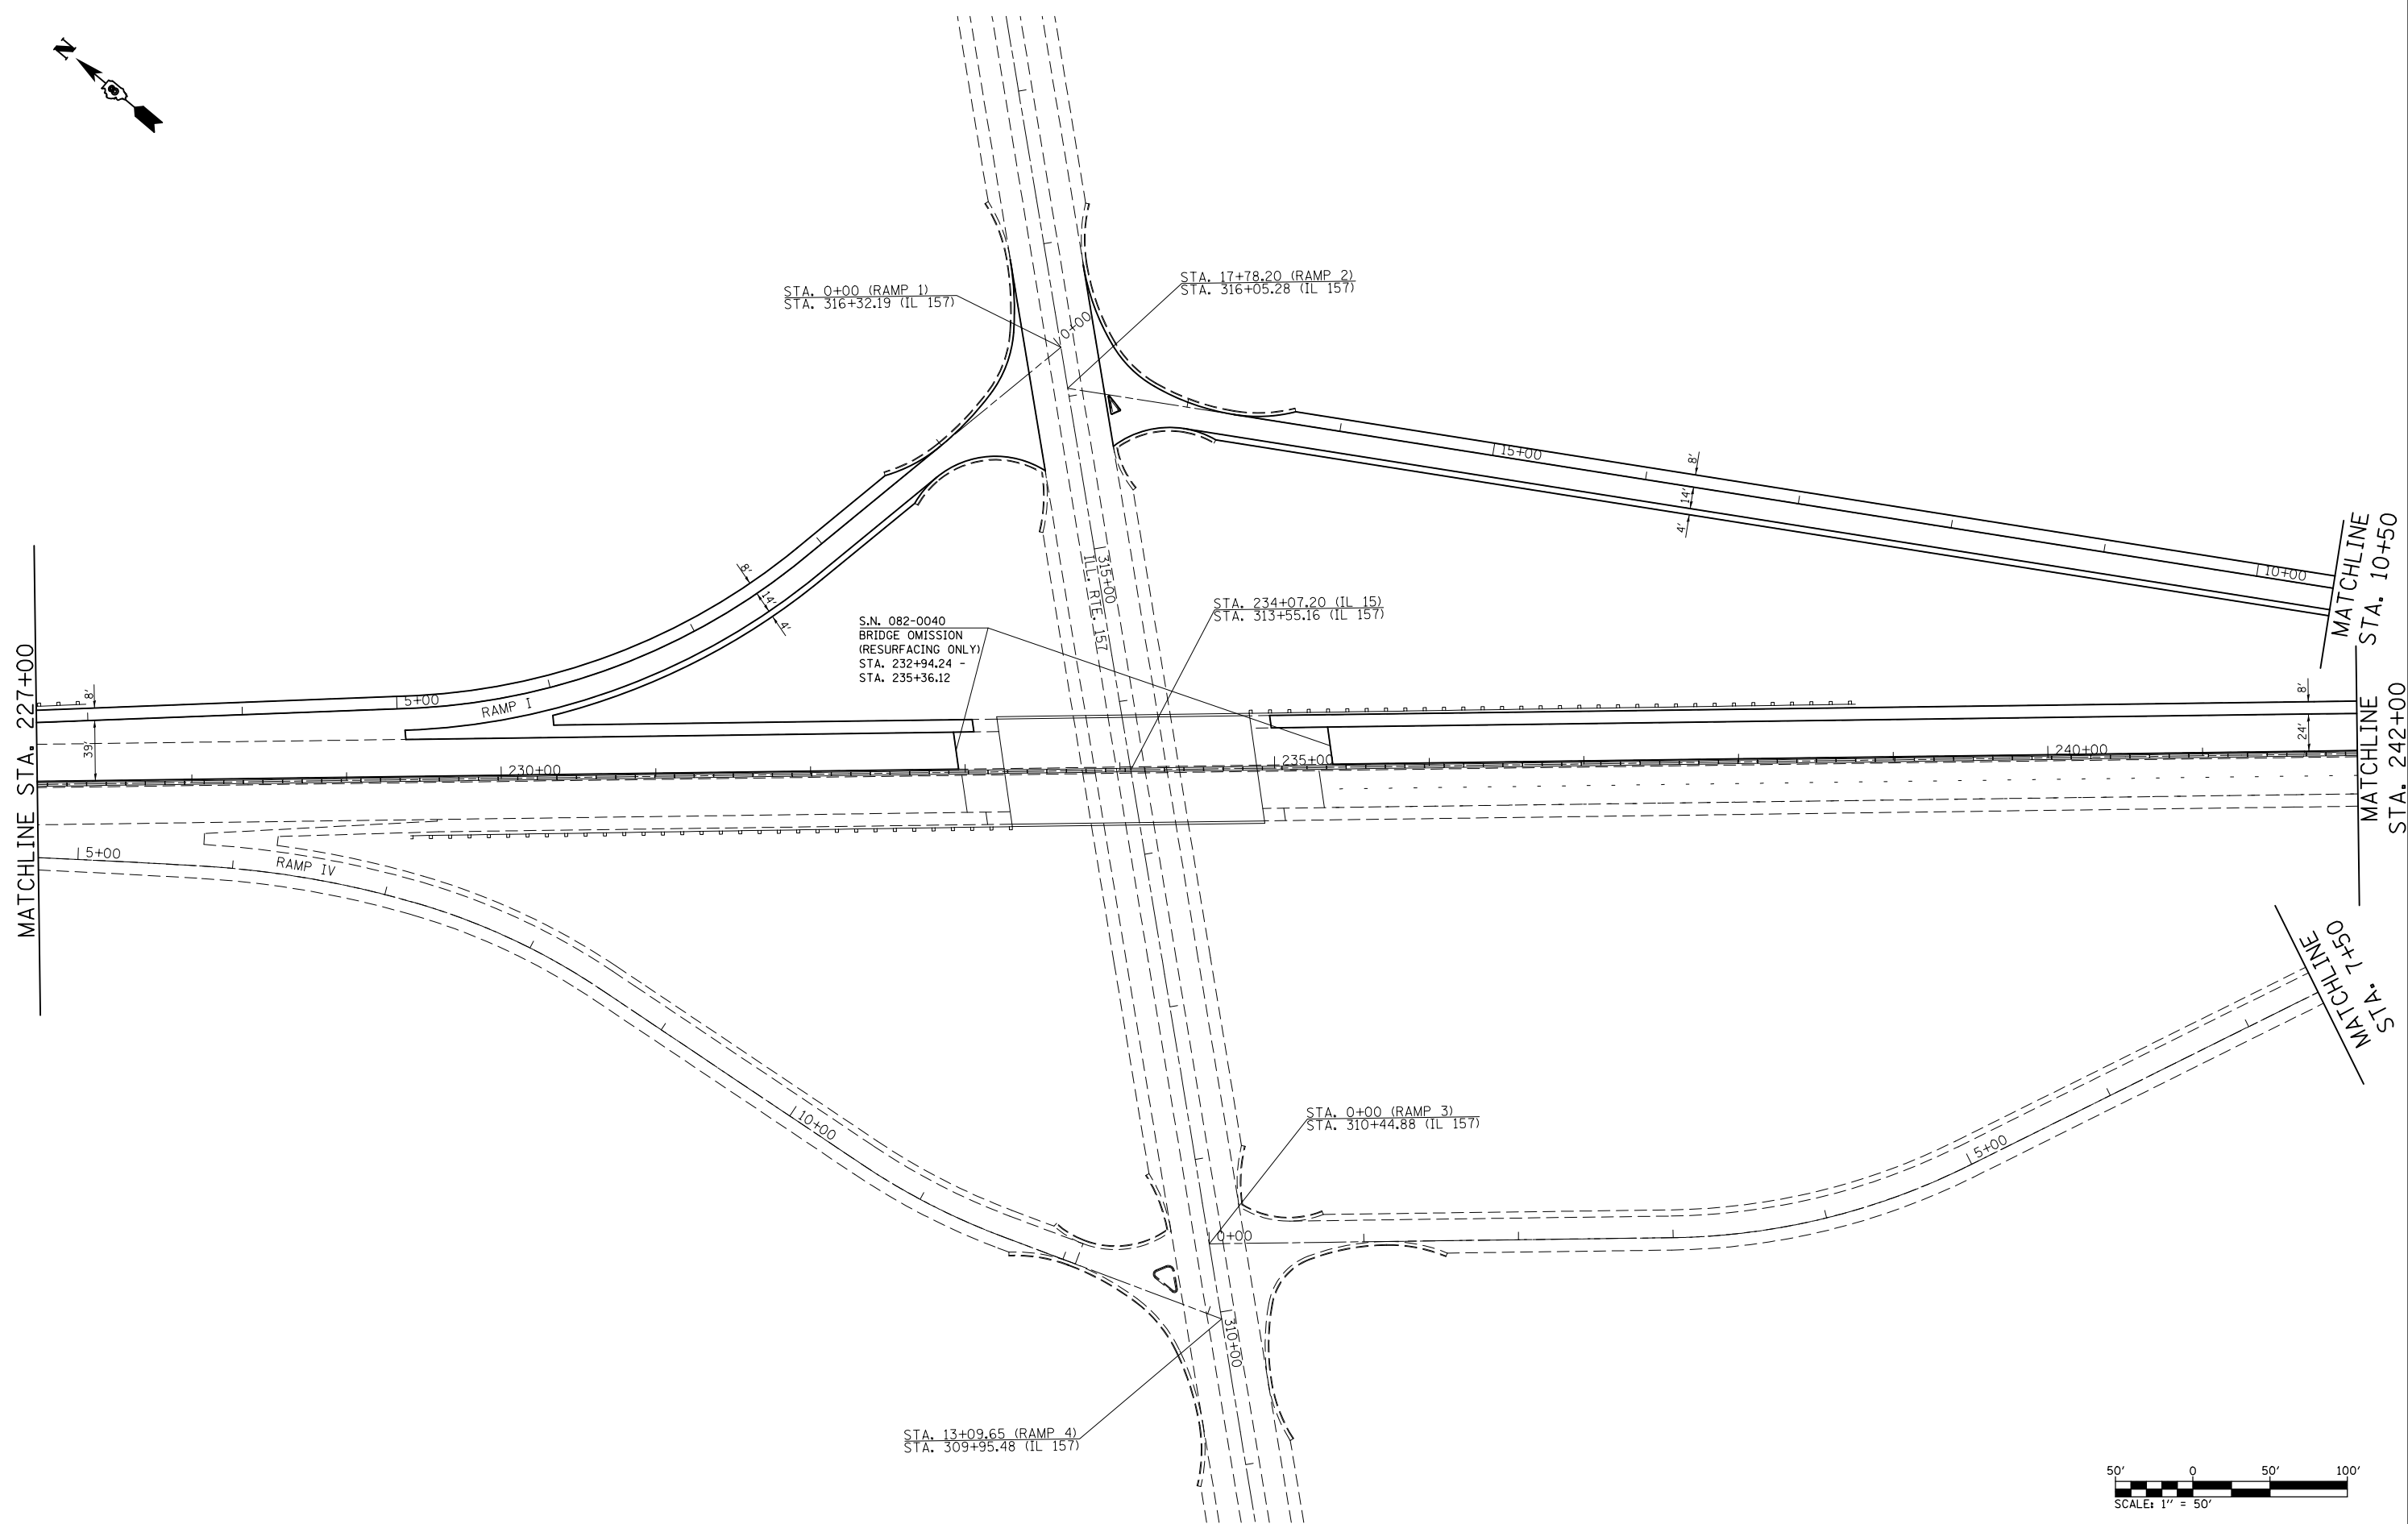 N
STA. 0+00 (RAMP 1)
STA. 316+32.19 (IL 157)
STA. 17+78.20 (RAMP 2)
STA. 316+05.28 (IL 157)
0+00
15+00
8'
14'
4'
10+00
MATCHLINE
STA. 10+50
315+00
ILL. RTE. 157
8'
14'
4'
STA. 234+07.20 (IL 15)
STA. 313+55.16 (IL 157)
S.N. 082-0040
BRIDGE OMISSION
(RESURFACING ONLY)
STA. 232+94.24 -
STA. 235+36.12
MATCHLINE STA. 227+00
8'
39'
5+00
RAMP I
230+00
235+00
240+00
8'
24'
MATCHLINE
STA. 242+00
5+00
RAMP IV
10+00
MATCHLINE
STA. 7+50
STA. 0+00 (RAMP 3)
STA. 310+44.88 (IL 157)
5+00
0+00
310+00
STA. 13+09.65 (RAMP 4)
STA. 309+95.48 (IL 157)
50' 0 50' 100'
SCALE: 1" = 50'